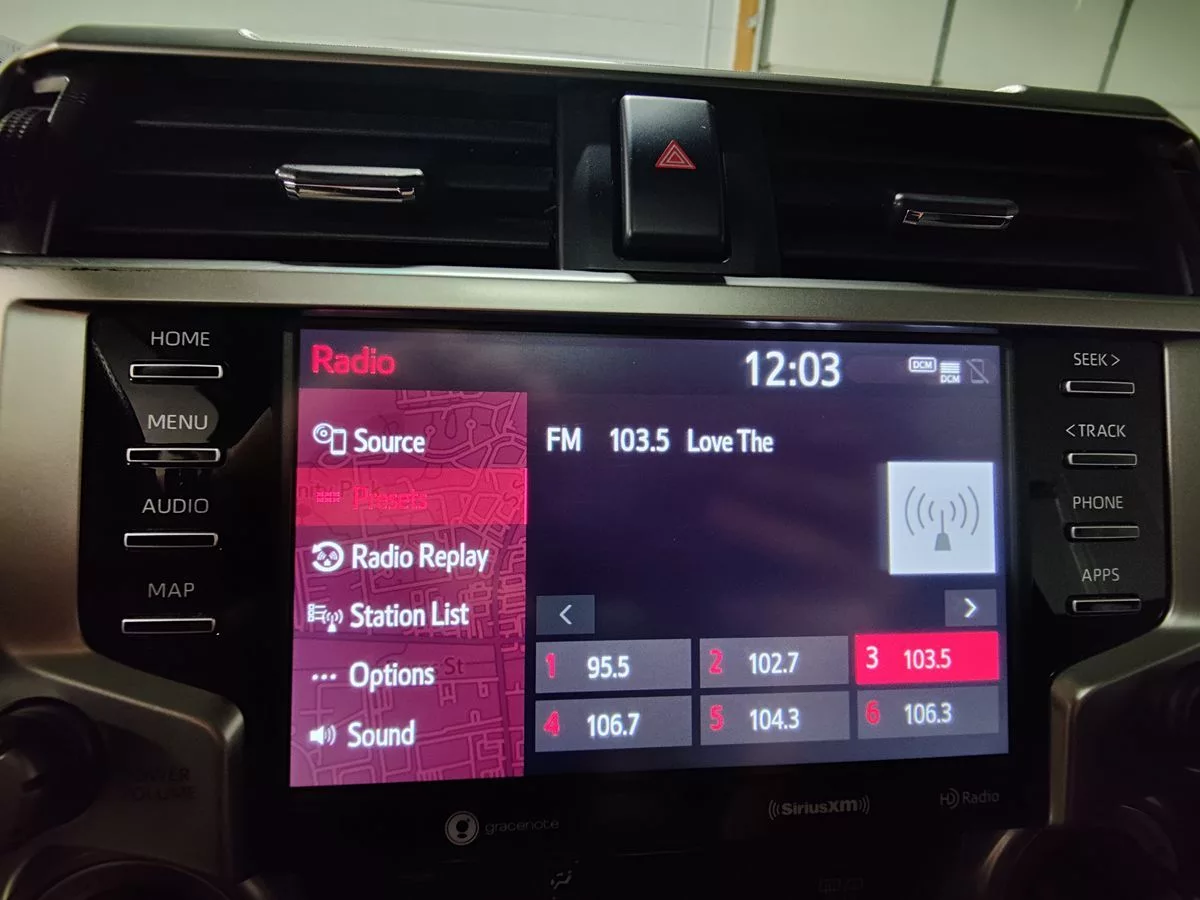 HOME
MENU
AUDIO
MAP
Radio
12:03
DCM
DCM
Source
Presets
Radio Replay
Station List
... Options
Sound
St
FM 103.5 Love The
<
>
1 95.5
2 102.7
3 103.5
4 106.7
5 104.3
6 106.3
SEEK >
< TRACK
PHONE
APPS
gracenote
((SiriusXM))
HD Radio
VOLUME